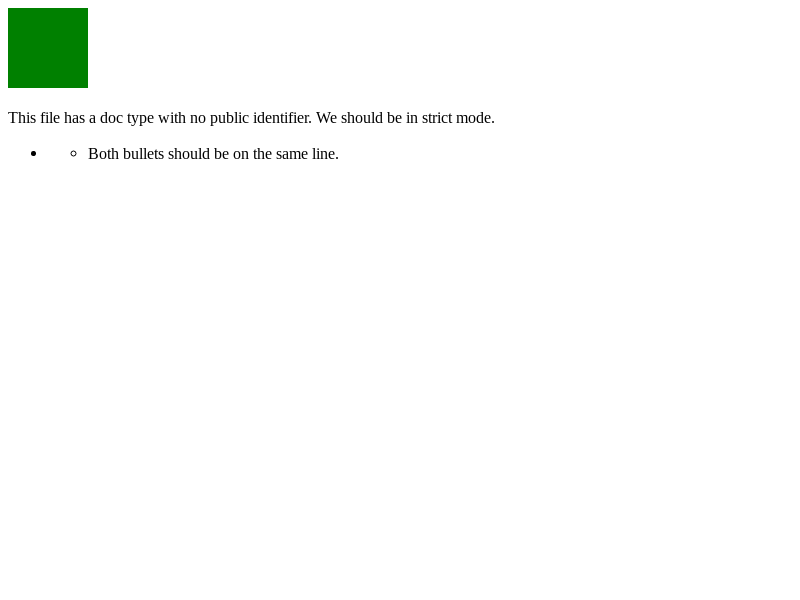 This file has a doc type with no public identifier. We should be in strict mode.
Both bullets should be on the same line.